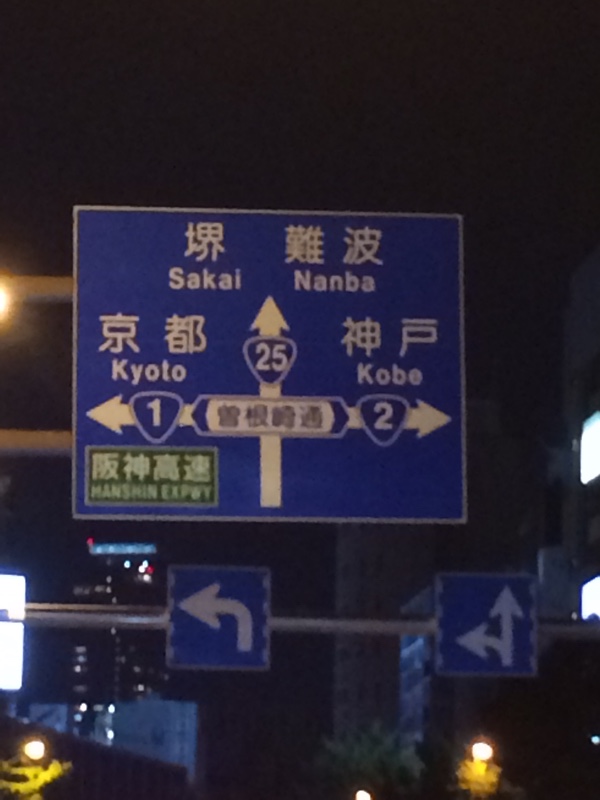 堺 難波
Sakai Nanba
京都 神戸
25
Kyoto Kobe
1 曽根崎通 2
阪神高速
HANSHIN EXPWY